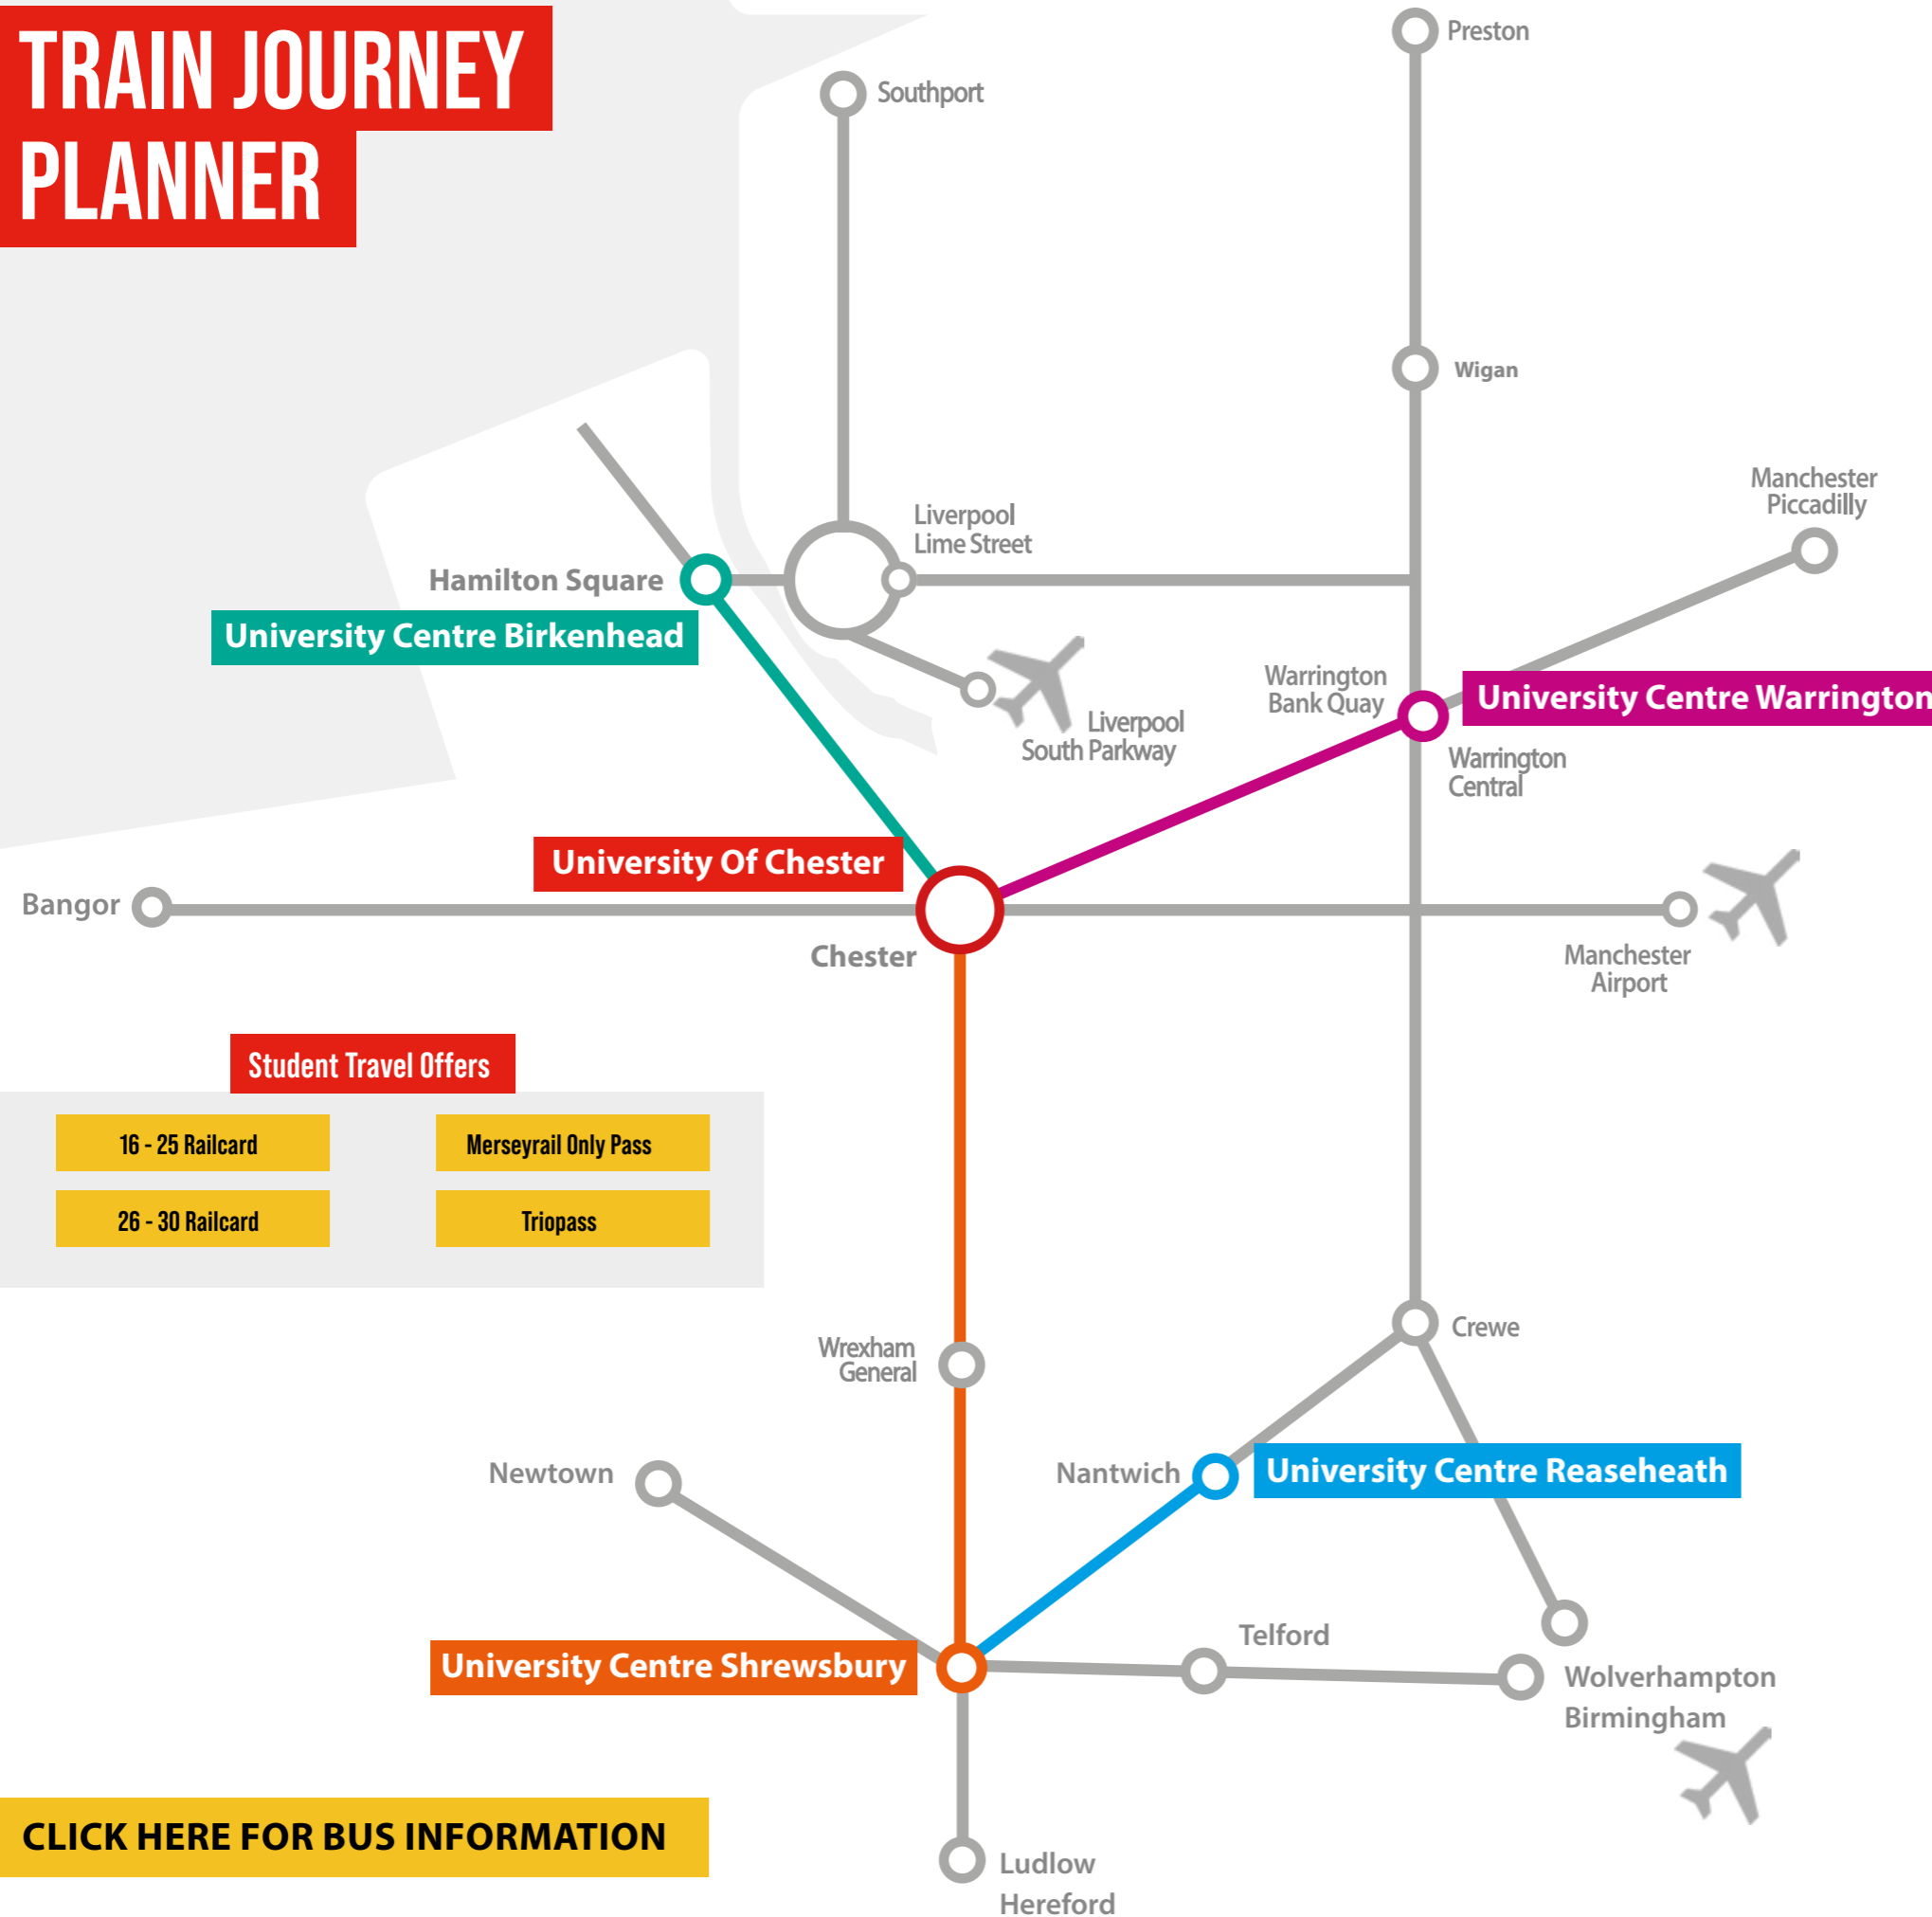 TRAIN JOURNEY
PLANNER
Preston
Southport
Wigan
Manchester
Piccadilly
Liverpool
Lime Street
Hamilton Square
University Centre Birkenhead
Warrington
Bank Quay
University Centre Warrington
Liverpool
South Parkway
Warrington
Central
University Of Chester
Bangor
Chester
Manchester
Airport
Student Travel Offers
16 - 25 Railcard
Merseyrail Only Pass
26 - 30 Railcard
Triopass
Crewe
Wrexham
General
Newtown
Nantwich
University Centre Reaseheath
Telford
University Centre Shrewsbury
Wolverhampton
Birmingham
CLICK HERE FOR BUS INFORMATION
Ludlow
Hereford